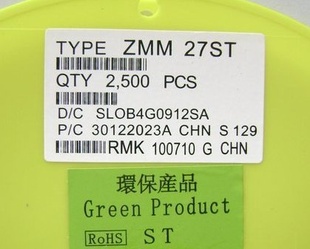 TYPE ZMM 27ST
QTY 2,500 PCS
D/C SLOB4G0912SA
P/C 30122023A CHN S 129
RMK 100710 G CHN
環保産品
Green Product
RoHS ST